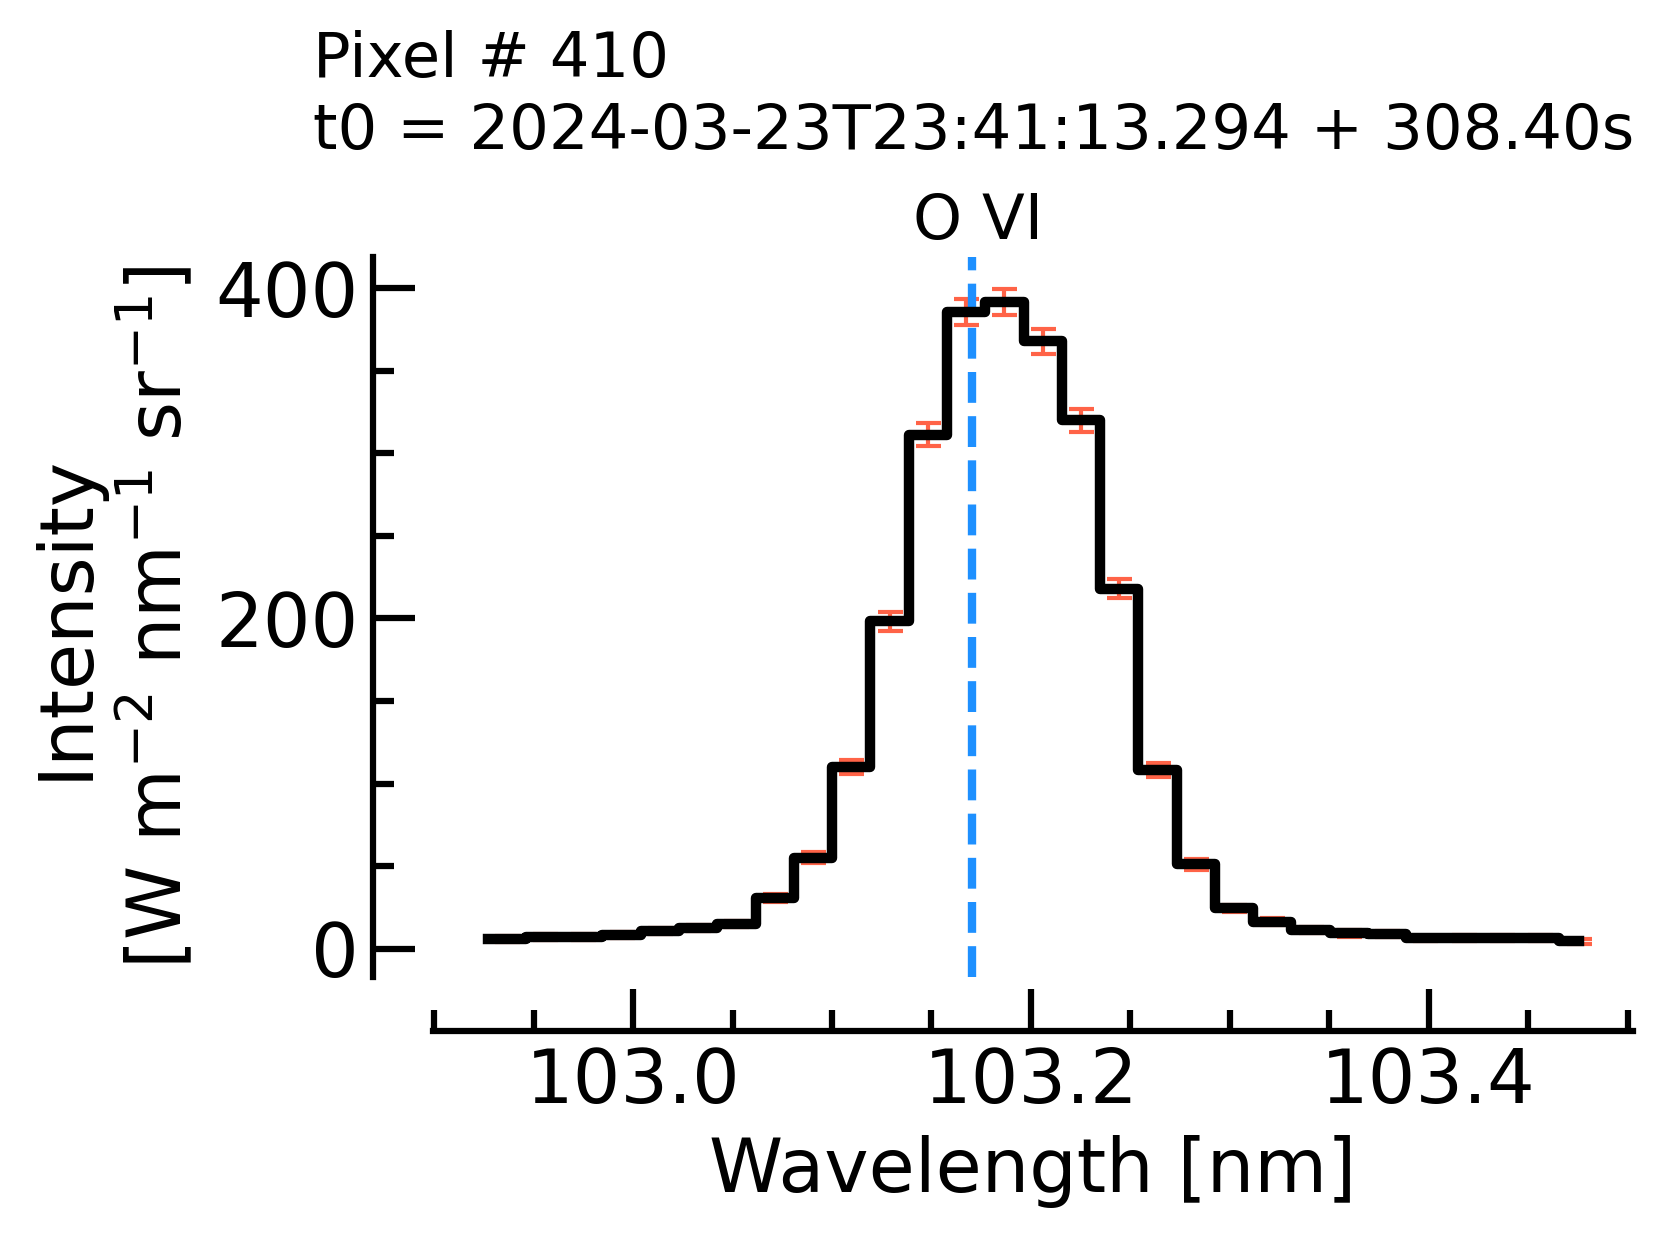 Pixel # 410
t0 = 2024-03-23T23:41:13.294 + 308.40s
O VI
Intensity
[W m⁻² nm⁻¹ sr⁻¹]
400
200
0
103.0 103.2 103.4
Wavelength [nm]